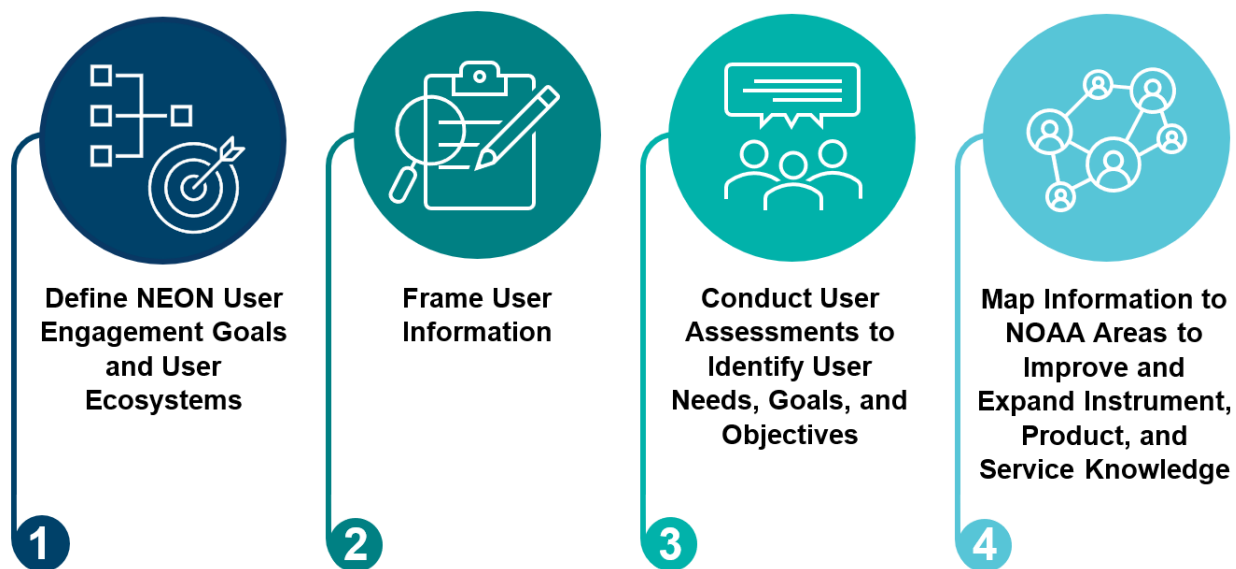 Define NEON User
Engagement Goals
and User
Ecosystems
1
Frame User
Information
2
Conduct User
Assessments to
Identify User
Needs, Goals, and
Objectives
3
Map Information to
NOAA Areas to
Improve and
Expand Instrument,
Product, and
Service Knowledge
4